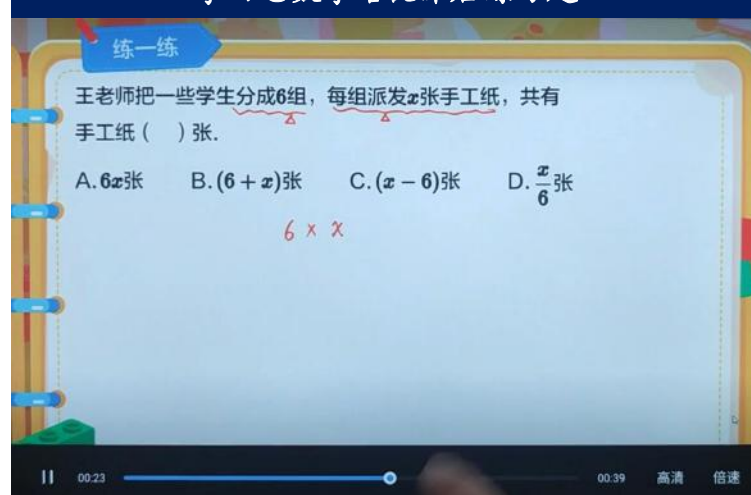 练一练
王老师把一些学生分成6组，每组派发x张手工纸，共有
手工纸（ ）张.
A.6x张 B.(6+x)张 C.(x-6)张 D.x/6张
6×x
00:23 00:39 高清 倍速